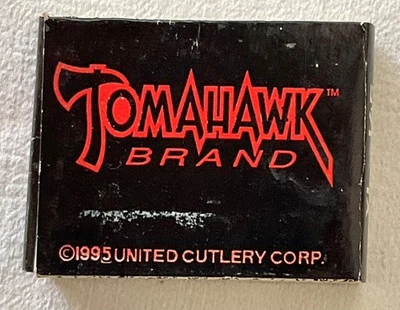 TOMAHAWK™
BRAND
©1995 UNITED CUTLERY CORP.